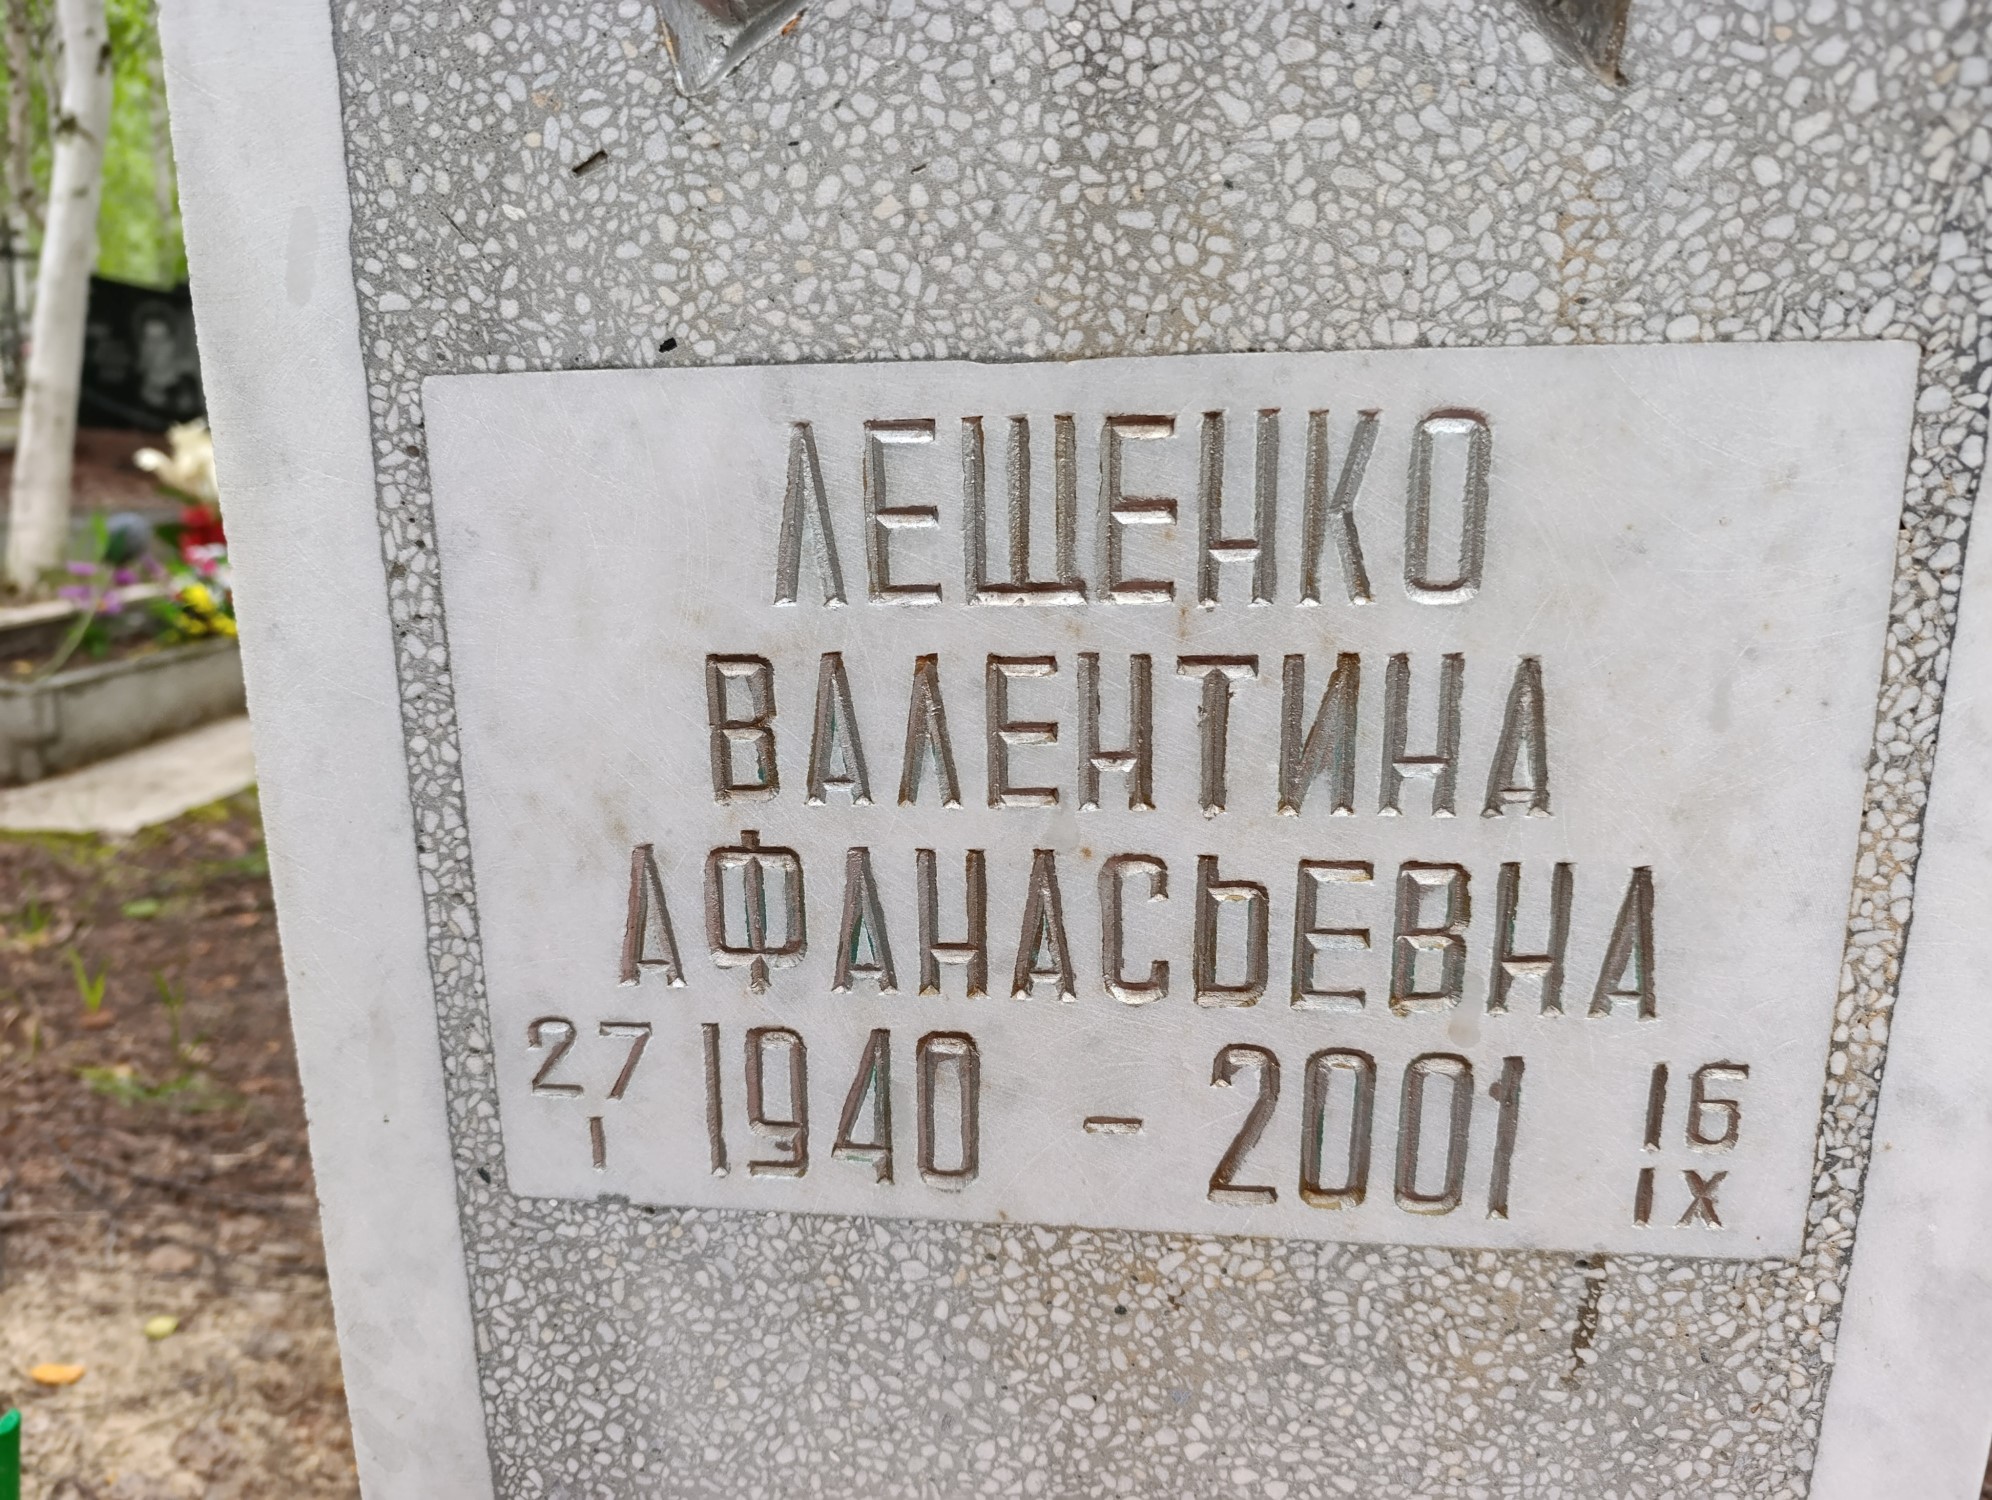 ЛЕЩЕНКО
ВАЛЕНТИНА
АФАНАСЬЕВНА
27 I 1940 – 2001 16 IX